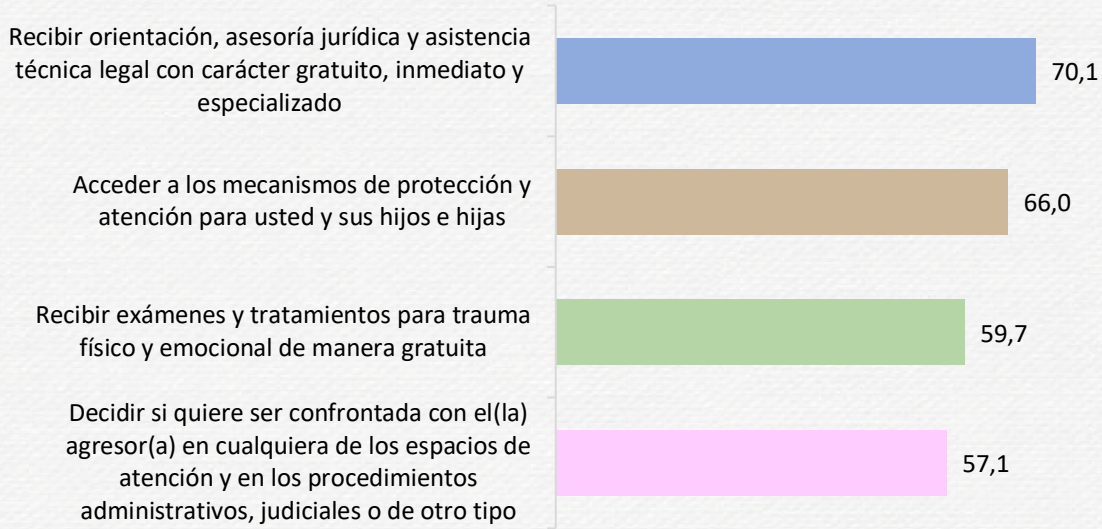 Recibir orientación, asesoría jurídica y asistencia
técnica legal con carácter gratuito, inmediato y
especializado
70,1
Acceder a los mecanismos de protección y
atención para usted y sus hijos e hijas
66,0
Recibir exámenes y tratamientos para trauma
físico y emocional de manera gratuita
59,7
Decidir si quiere ser confrontada con el(la)
agresor(a) en cualquiera de los espacios de
atención y en los procedimientos
administrativos, judiciales o de otro tipo
57,1